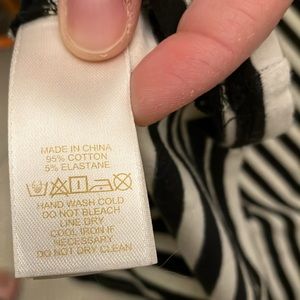 MADE IN CHINA
95% COTTON
5% ELASTANE
HAND WASH COLD
DO NOT BLEACH
LINE DRY
COOL IRON IF
NECESSARY
DO NOT DRY CLEAN